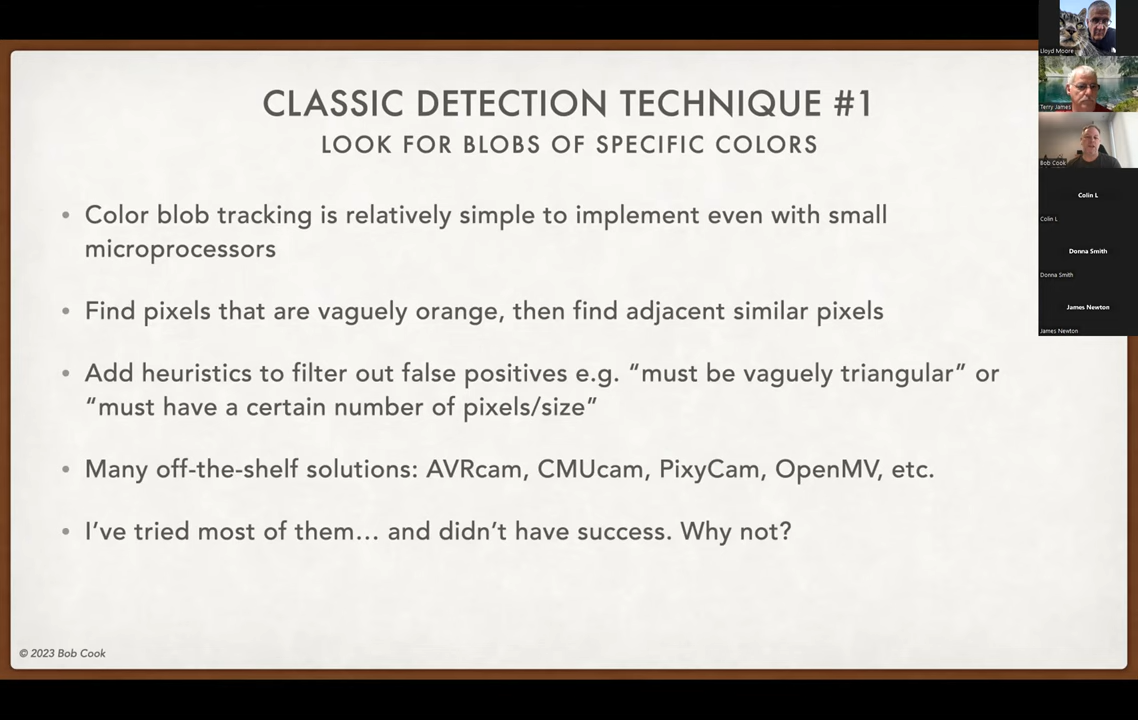 CLASSIC DETECTION TECHNIQUE #1
LOOK FOR BLOBS OF SPECIFIC COLORS
• Color blob tracking is relatively simple to implement even with small
microprocessors
• Find pixels that are vaguely orange, then find adjacent similar pixels
• Add heuristics to filter out false positives e.g. “must be vaguely triangular” or
“must have a certain number of pixels/size”
• Many off-the-shelf solutions: AVRcam, CMUcam, PixyCam, OpenMV, etc.
• I’ve tried most of them… and didn’t have success. Why not?
© 2023 Bob Cook
Lloyd Moore
Terry James
Bob Cook
Colin L
Colin L
Donna Smith
Donna Smith
James Newton
James Newton